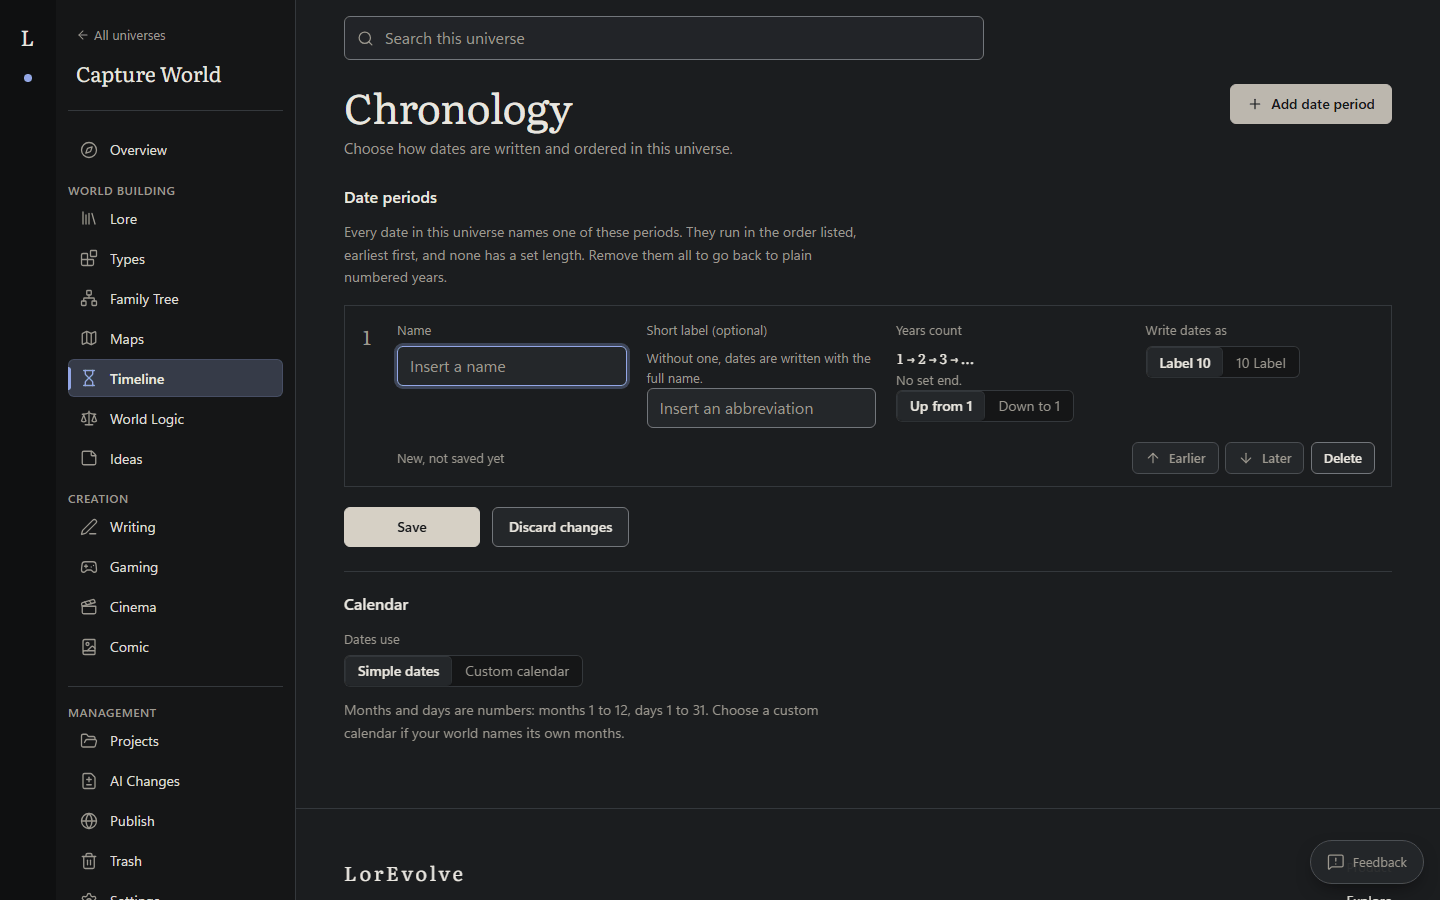 L
All universes
Capture World
Overview
WORLD BUILDING
Lore
Types
Family Tree
Maps
Timeline
World Logic
Ideas
CREATION
Writing
Gaming
Cinema
Comic
MANAGEMENT
Projects
AI Changes
Publish
Trash
Settings
Search this universe
Chronology
Add date period
Choose how dates are written and ordered in this universe.
Date periods
Every date in this universe names one of these periods. They run in the order listed,
earliest first, and none has a set length. Remove them all to go back to plain
numbered years.
1
Name
Insert a name
Short label (optional)
Without one, dates are written with the
full name.
Insert an abbreviation
Years count
1 → 2 → 3 → ...
No set end.
Up from 1
Down to 1
Write dates as
Label 10
10 Label
New, not saved yet
Earlier
Later
Delete
Save
Discard changes
Calendar
Dates use
Simple dates
Custom calendar
Months and days are numbers: months 1 to 12, days 1 to 31. Choose a custom
calendar if your world names its own months.
LorEvolve
Feedback
Explore